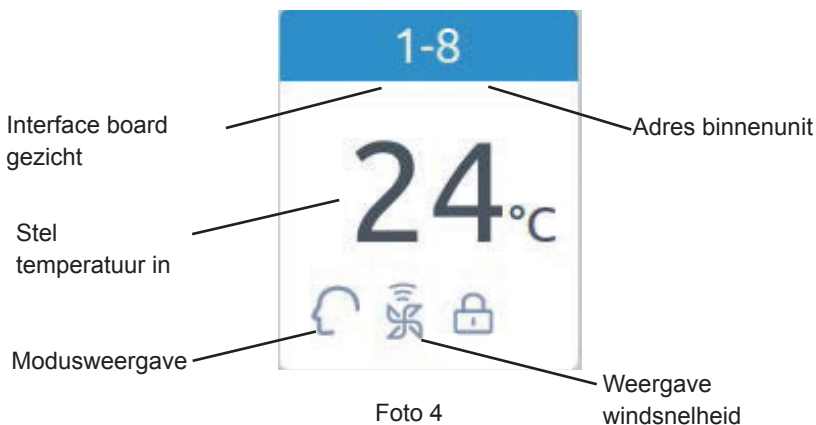 1-8
Interface board
gezicht
Adres binnenunit
24°C
Stel
temperatuur in
Modusweergave
Weergave
windsnelheid
Foto 4